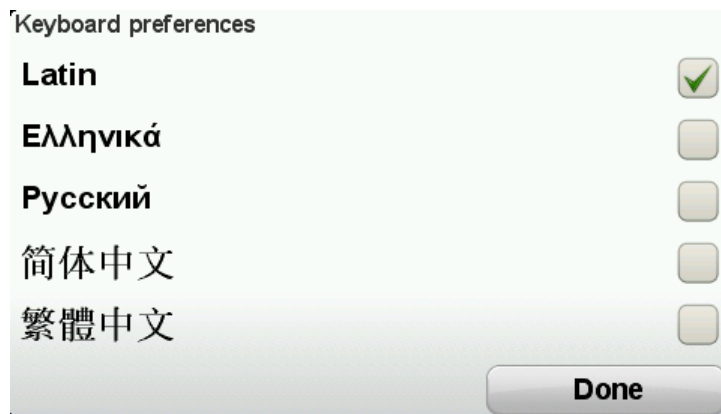 Keyboard preferences
Latin
Ελληνικά
Русский
简体中文
繁體中文
Done